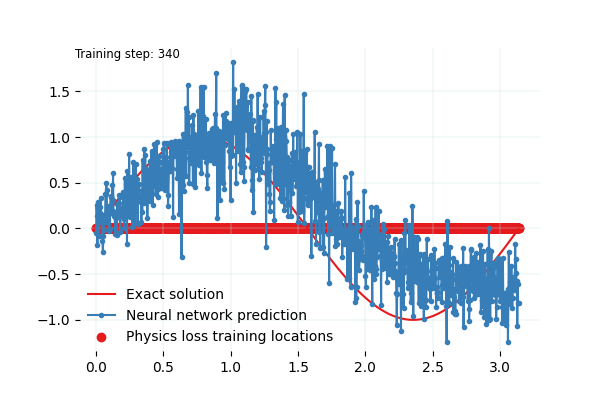 Training step: 340
1.5
1.0
0.5
0.0
−0.5
−1.0
Exact solution
Neural network prediction
Physics loss training locations
0.0 0.5 1.0 1.5 2.0 2.5 3.0